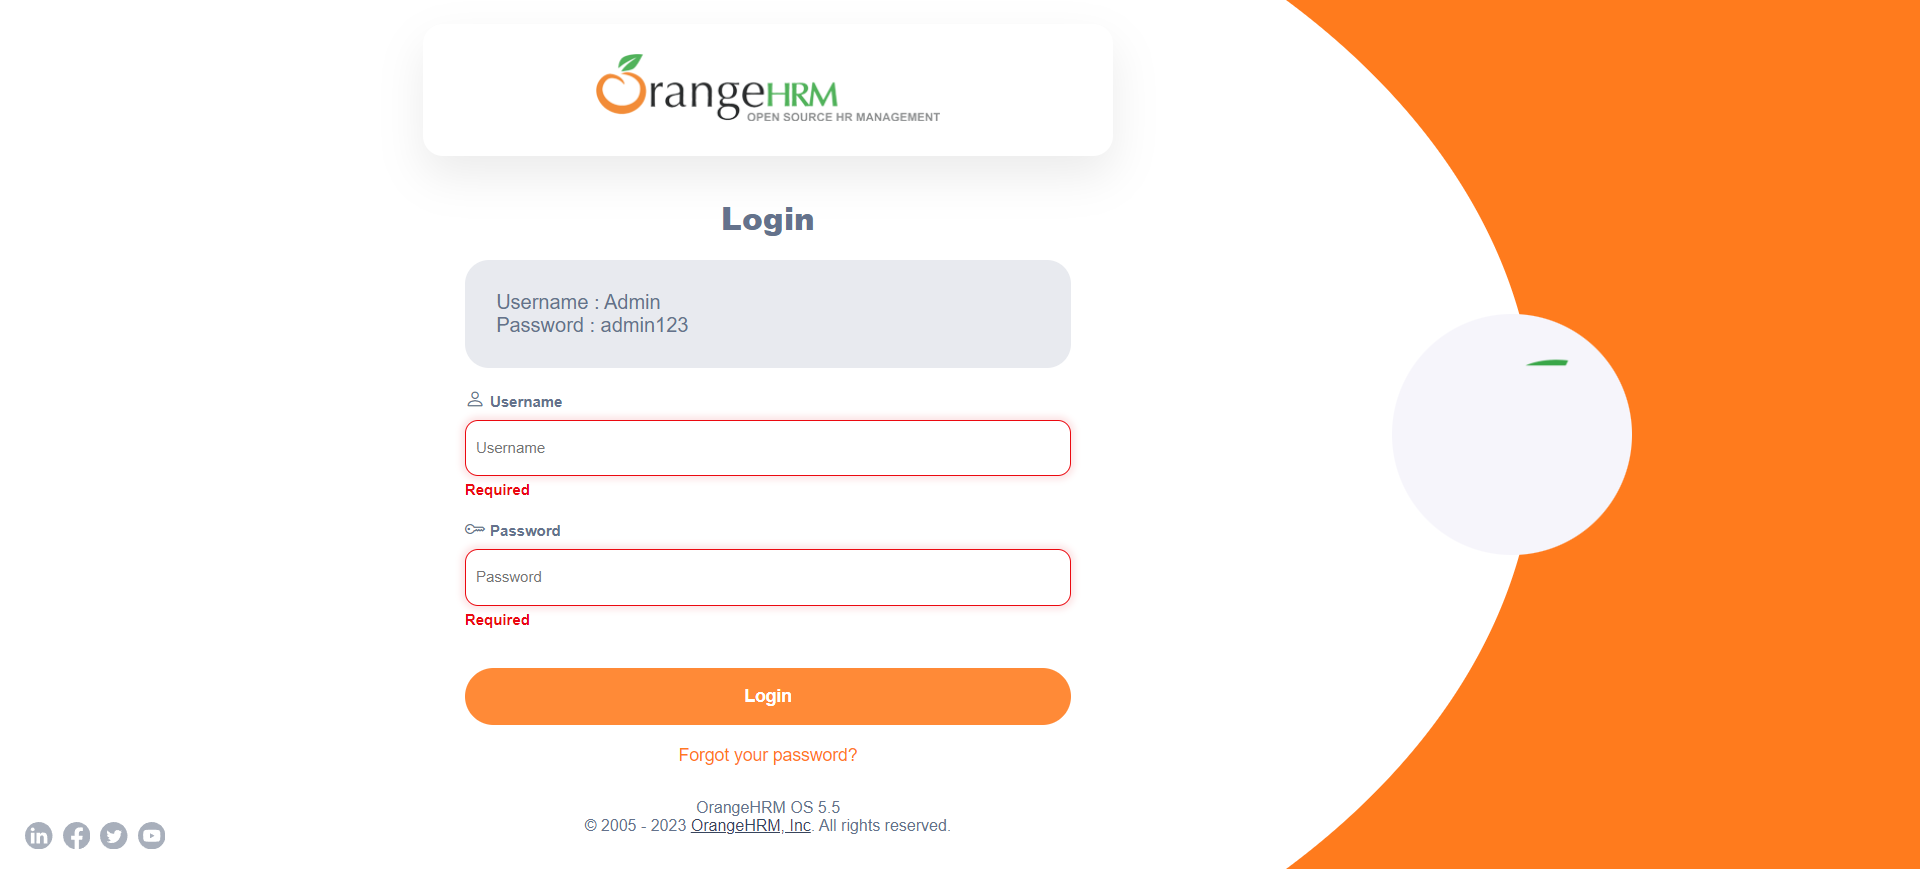 OrangeHRM
OPEN SOURCE HR MANAGEMENT
Login
Username : Admin
Password : admin123
Username
Username
Required
Password
Password
Required
Login
Forgot your password?
OrangeHRM OS 5.5
© 2005 - 2023 OrangeHRM, Inc. All rights reserved.